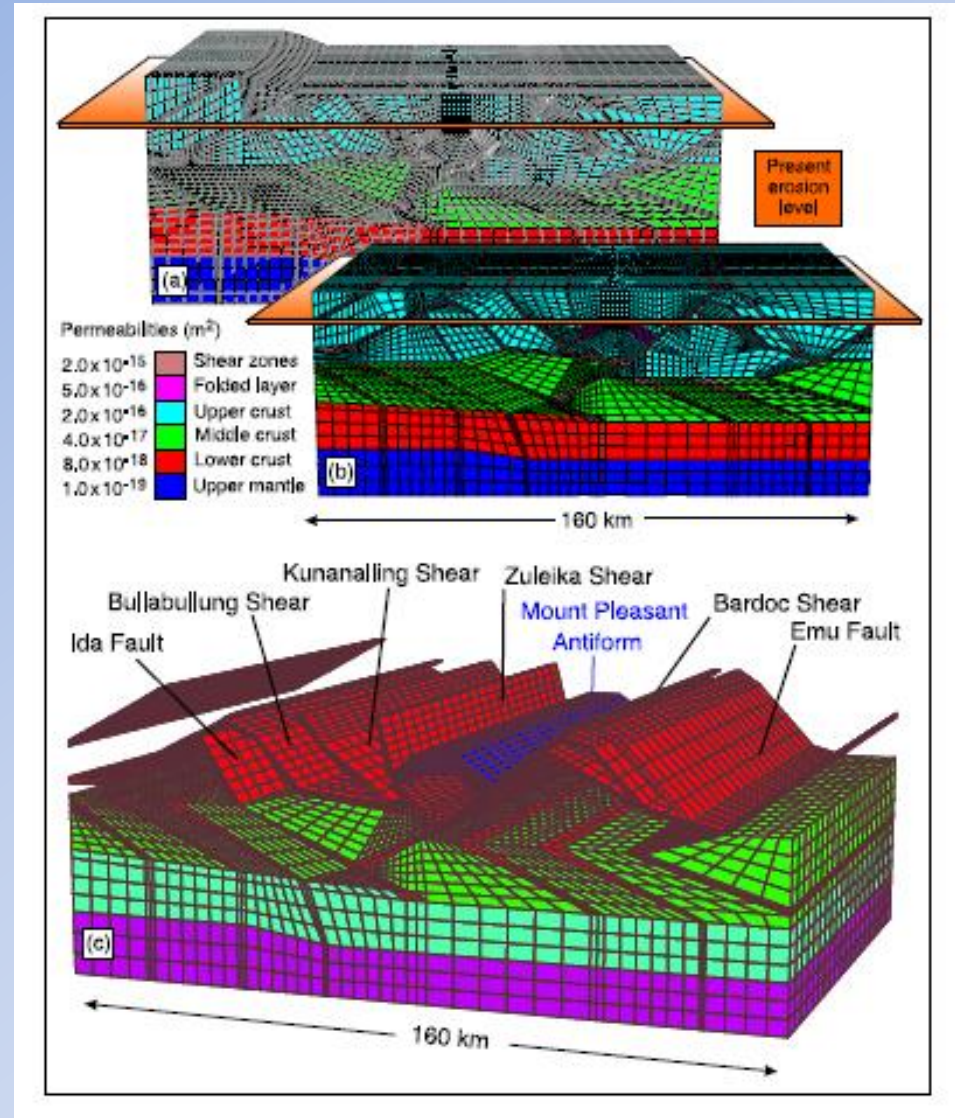 Present
erosion
level
(a)
Permeabilities (m²)
2.0x10⁻¹⁵ Shear zones
5.0x10⁻¹⁶ Folded layer
2.0x10⁻¹⁶ Upper crust
4.0x10⁻¹⁷ Middle crust
8.0x10⁻¹⁸ Lower crust
1.0x10⁻¹⁹ Upper mantle
(b)
160 km
Kunanalling Shear
Zuleika Shear
Bullabullung Shear
Mount Pleasant
Antiform
Bardoc Shear
Ida Fault
Emu Fault
(c)
160 km